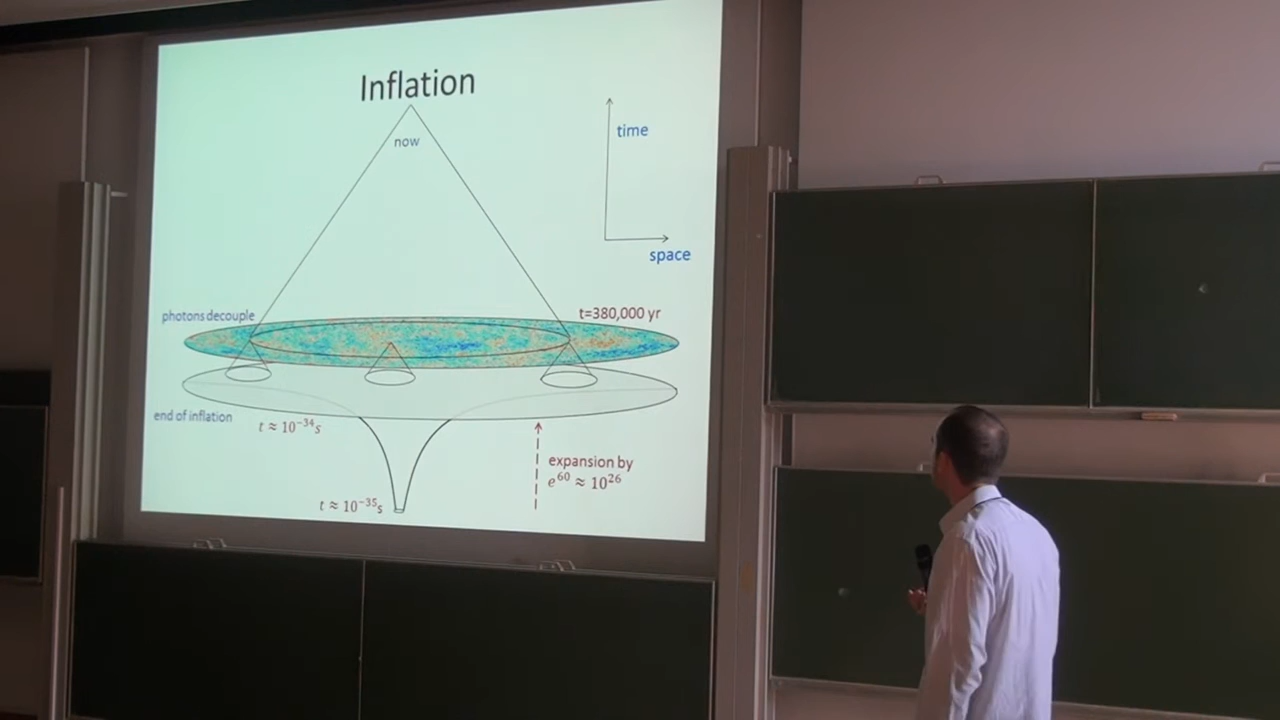 Inflation
now
time
space
photons decouple
t=380,000 yr
end of inflation
t ≈ 10⁻³⁴s
expansion by
e⁶⁰ ≈ 10²⁶
t ≈ 10⁻³⁵s